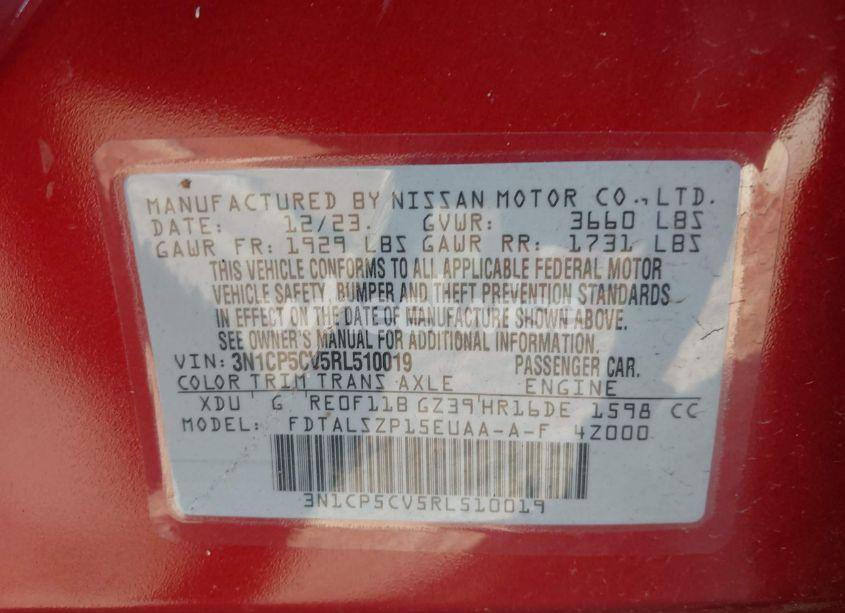 MANUFACTURED BY NISSAN MOTOR CO., LTD.
DATE: 12/23. GVWR: 3660 LBS
GAWR FR: 1929 LBS GAWR RR: 1731 LBS
THIS VEHICLE CONFORMS TO ALL APPLICABLE FEDERAL MOTOR
VEHICLE SAFETY, BUMPER AND THEFT PREVENTION STANDARDS
IN EFFECT ON THE DATE OF MANUFACTURE SHOWN ABOVE.
SEE OWNER'S MANUAL FOR ADDITIONAL INFORMATION.
VIN: 3N1CP5CV5RL510019 PASSENGER CAR.
COLOR TRIM TRANS AXLE ENGINE
XDU G RE0F11B GZ39 HR16DE 1598 CC
MODEL: FDTALSZP15EUAA-A-F 4Z000
3N1CP5CV5RL510019